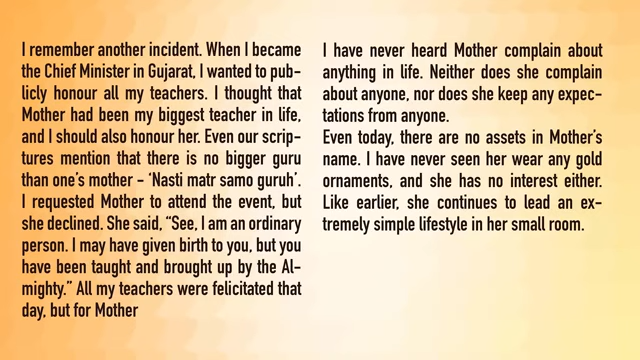 I remember another incident. When I became
the Chief Minister in Gujarat, I wanted to pub-
licly honour all my teachers. I thought that
Mother had been my biggest teacher in life,
and I should also honour her. Even our scrip-
tures mention that there is no bigger guru
than one's mother - 'Nasti matr samo guruh'.
I requested Mother to attend the event, but
she declined. She said, "See, I am an ordinary
person. I may have given birth to you, but you
have been taught and brought up by the Al-
mighty." All my teachers were felicitated that
day, but for Mother
I have never heard Mother complain about
anything in life. Neither does she complain
about anyone, nor does she keep any expec-
tations from anyone.
Even today, there are no assets in Mother's
name. I have never seen her wear any gold
ornaments, and she has no interest either.
Like earlier, she continues to lead an ex-
tremely simple lifestyle in her small room.